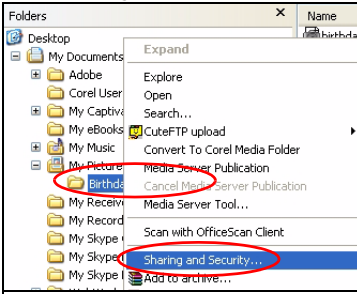 Folders × Name
Desktop birthda
My Documents Expand
Adobe Explore
Corel User Open
My Captiva Search...
My eBooks CuteFTP upload
My Music Convert To Corel Media Folder
My Picture Media Server Publication
Birthda Cancel Media Server Publication
My Receiv Media Server Tool...
My Record
My Skype Scan with OfficeScan Client
My Skype Sharing and Security...
My Skype Add to archive...